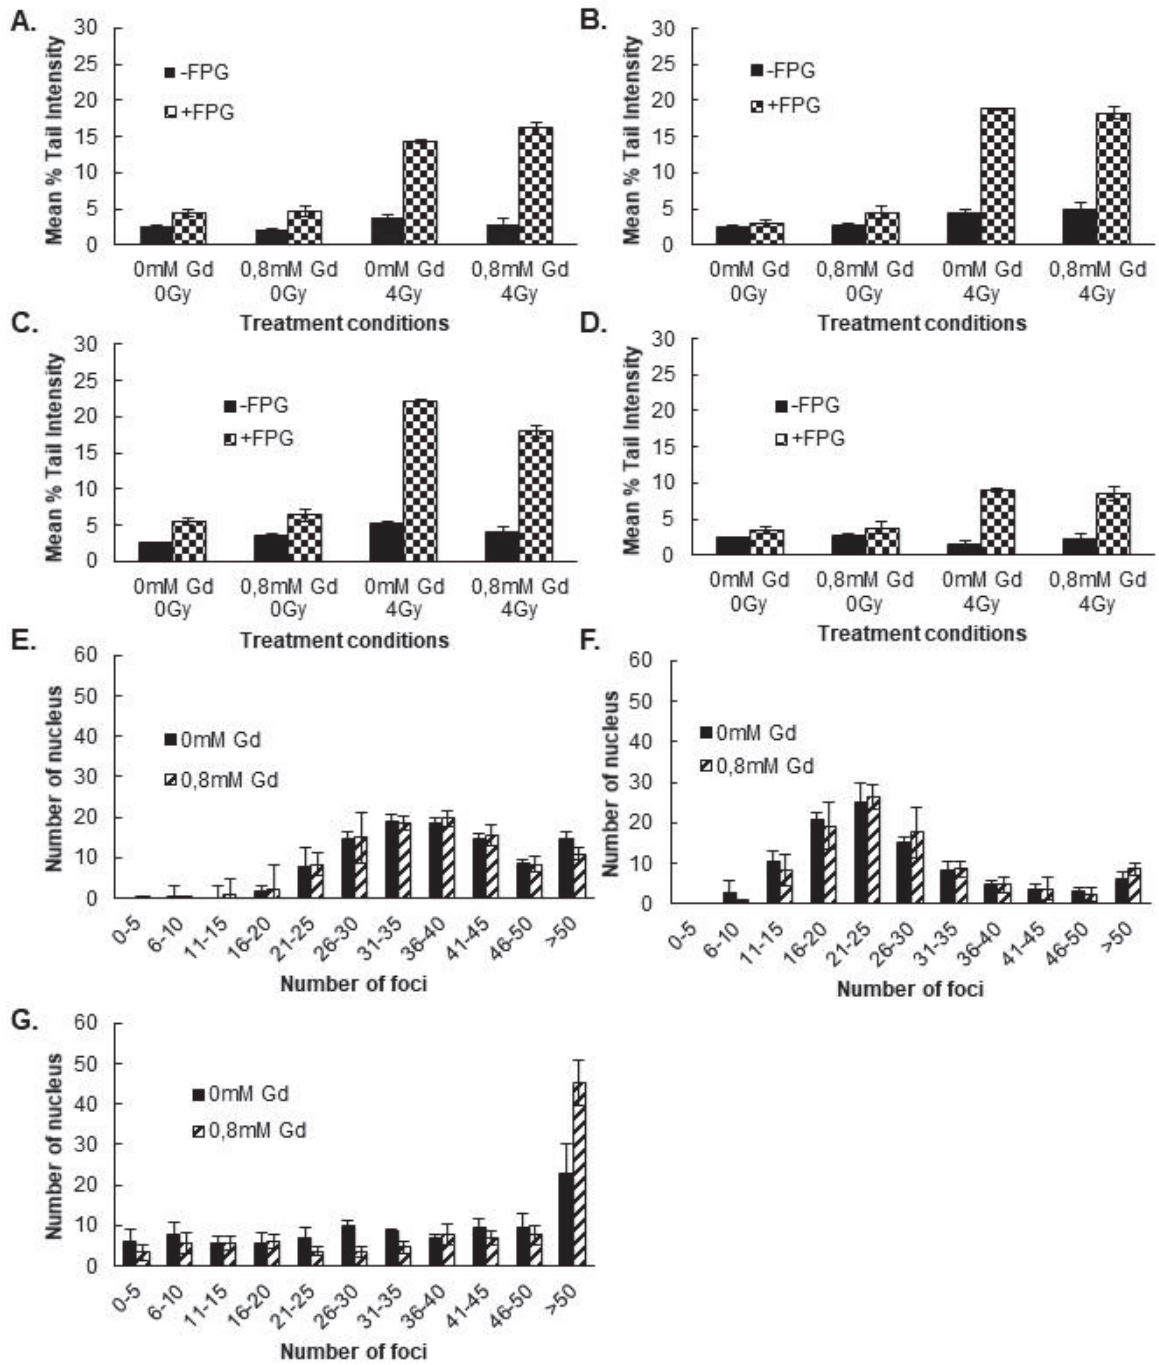 A.
30
25
20
15
10
5
0
Mean % Tail Intensity
-FPG
+FPG
0mM Gd 0,8mM Gd 0mM Gd 0,8mM Gd
0Gy 0Gy 4Gy 4Gy
Treatment conditions
B.
30
25
20
15
10
5
0
Mean % Tail Intensity
-FPG
+FPG
0mM Gd 0,8mM Gd 0mM Gd 0,8mM Gd
0Gy 0Gy 4Gy 4Gy
Treatment conditions
C.
30
25
20
15
10
5
0
Mean % Tail Intensity
-FPG
+FPG
0mM Gd 0,8mM Gd 0mM Gd 0,8mM Gd
0Gy 0Gy 4Gy 4Gy
Treatment conditions
D.
30
25
20
15
10
5
0
Mean % Tail Intensity
-FPG
+FPG
0mM Gd 0,8mM Gd 0mM Gd 0,8mM Gd
0Gy 0Gy 4Gy 4Gy
Treatment conditions
E.
60
50
40
30
20
10
0
Number of nucleus
0mM Gd
0,8mM Gd
0-5 6-10 11-15 16-20 21-25 26-30 31-35 36-40 41-45 46-50 >50
Number of foci
F.
60
50
40
30
20
10
0
Number of nucleus
0mM Gd
0,8mM Gd
0-5 6-10 11-15 16-20 21-25 26-30 31-35 36-40 41-45 46-50 >50
Number of foci
G.
60
50
40
30
20
10
0
Number of nucleus
0mM Gd
0,8mM Gd
0-5 6-10 11-15 16-20 21-25 26-30 31-35 36-40 41-45 46-50 >50
Number of foci